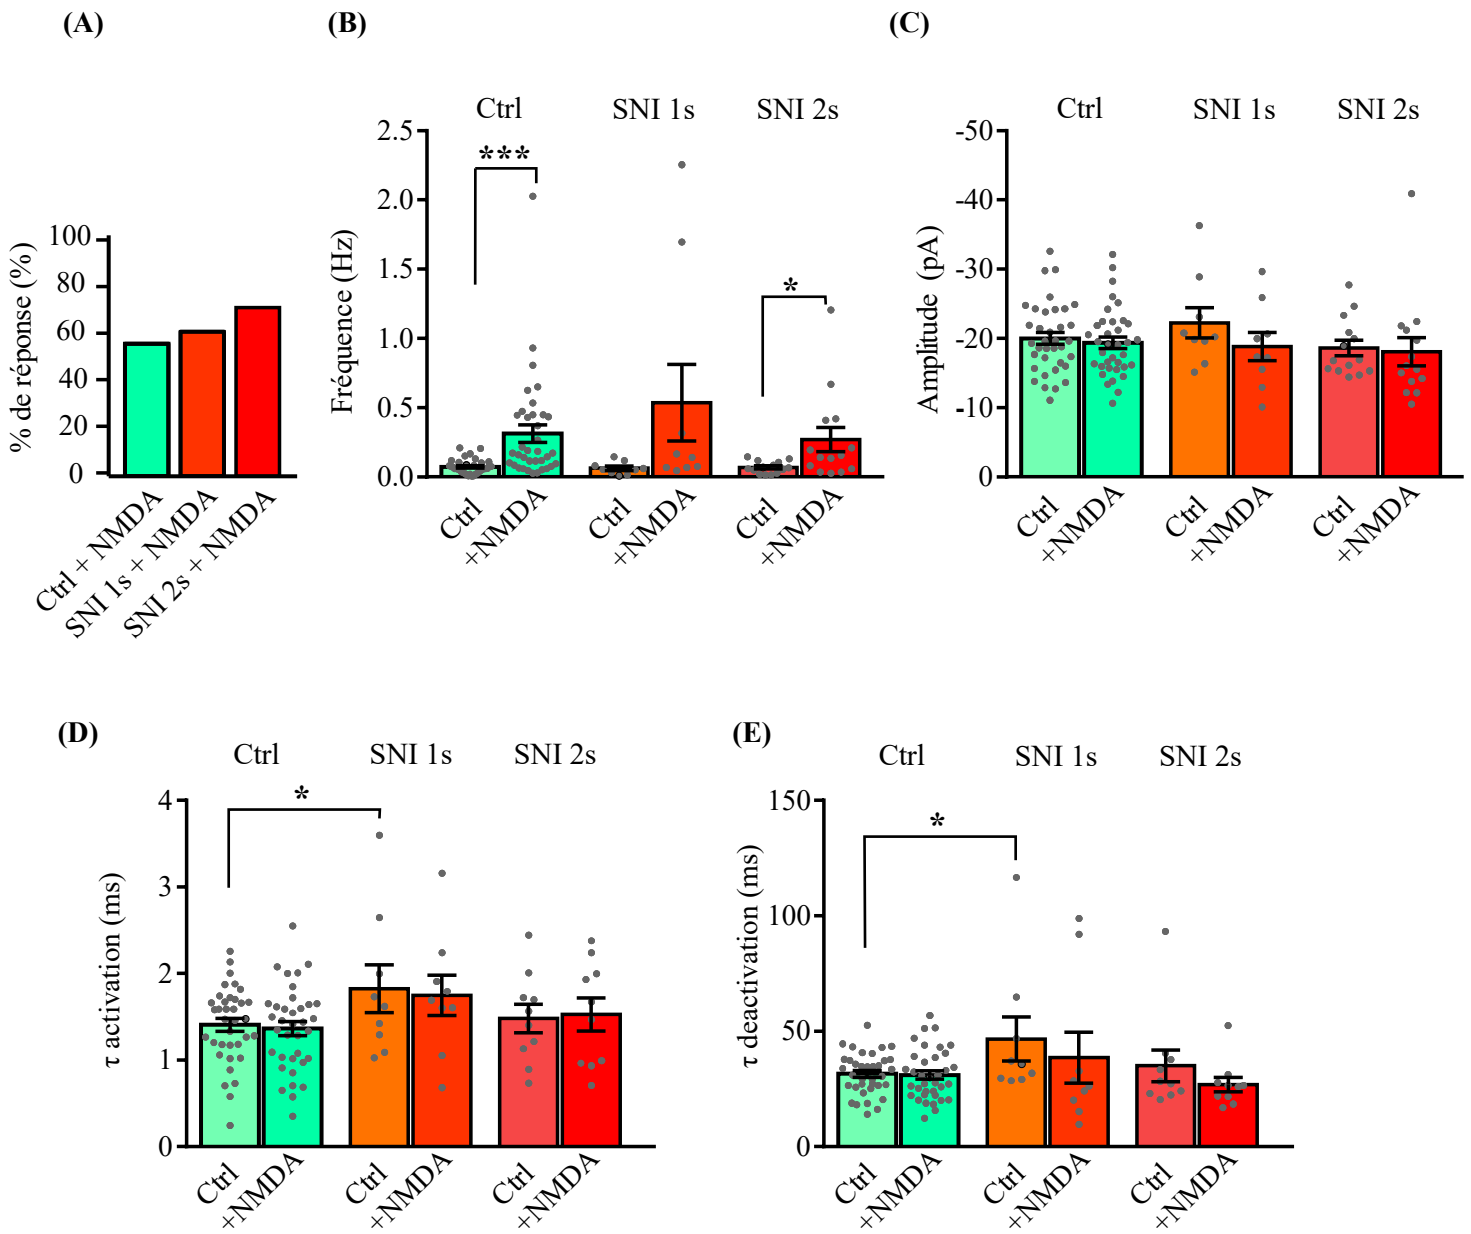 (A)
% de réponse (%)
100
80
60
40
20
0
Ctrl + NMDA
SNI 1s + NMDA
SNI 2s + NMDA
(B)
Ctrl
SNI 1s
SNI 2s
Fréquence (Hz)
2.5
2.0
1.5
1.0
0.5
0.0
***
*
Ctrl
+NMDA
Ctrl
+NMDA
Ctrl
+NMDA
(C)
Ctrl
SNI 1s
SNI 2s
Amplitude (pA)
-50
-40
-30
-20
-10
0
Ctrl
+NMDA
Ctrl
+NMDA
Ctrl
+NMDA
(D)
Ctrl
SNI 1s
SNI 2s
τ activation (ms)
4
3
2
1
0
*
Ctrl
+NMDA
Ctrl
+NMDA
Ctrl
+NMDA
(E)
Ctrl
SNI 1s
SNI 2s
τ deactivation (ms)
150
100
50
0
*
Ctrl
+NMDA
Ctrl
+NMDA
Ctrl
+NMDA